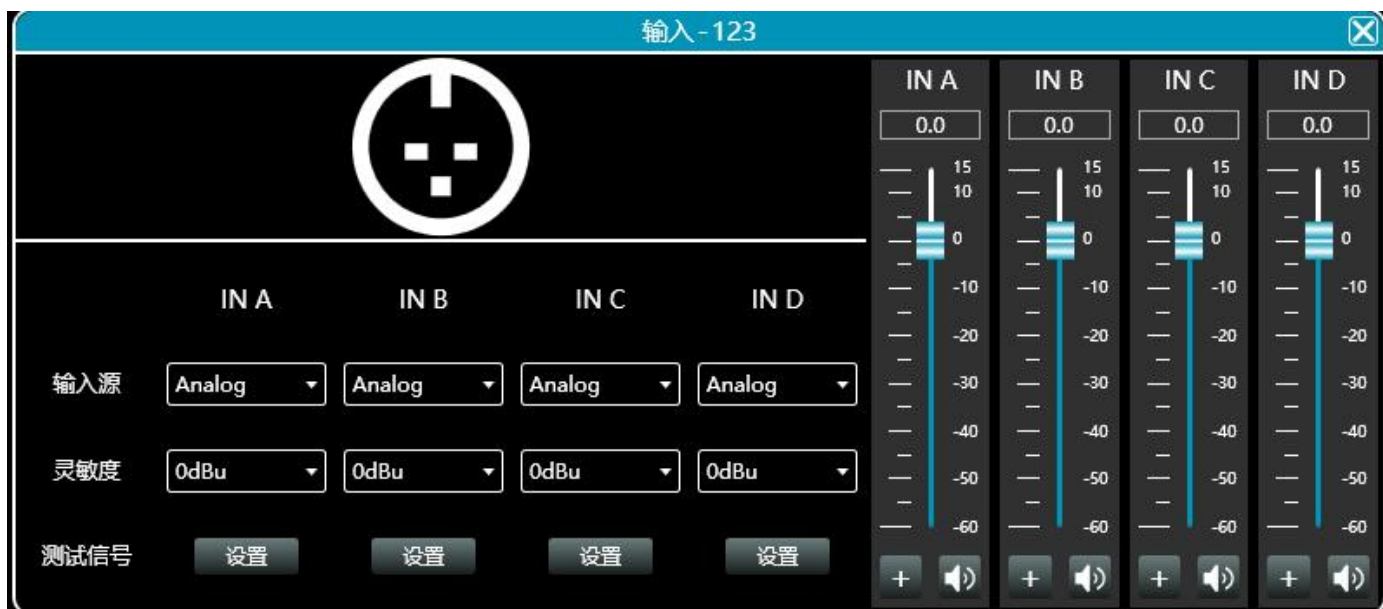 输入-123
IN A IN B IN C IN D
输入源 Analog Analog Analog Analog
灵敏度 0dBu 0dBu 0dBu 0dBu
测试信号 设置 设置 设置 设置
IN A IN B IN C IN D
0.0 0.0 0.0 0.0
15 15 15 15
10 10 10 10
0 0 0 0
-10 -10 -10 -10
-20 -20 -20 -20
-30 -30 -30 -30
-40 -40 -40 -40
-50 -50 -50 -50
-60 -60 -60 -60
+ + + +